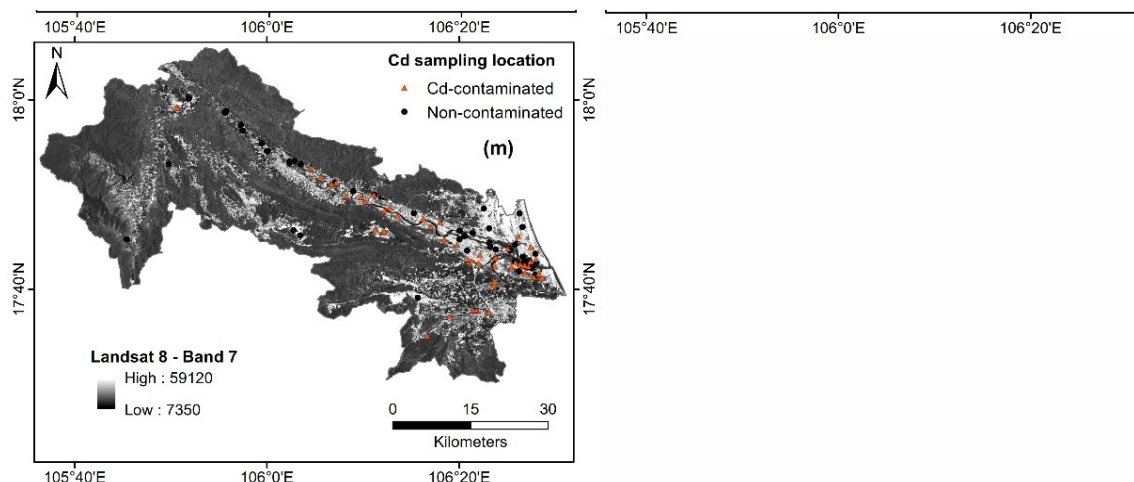 105°40'E 106°0'E 106°20'E 105°40'E 106°0'E 106°20'E
N
Cd sampling location
Cd-contaminated
Non-contaminated
(m)
18°0'N
18°0'N
17°40'N
17°40'N
Landsat 8 - Band 7
High : 59120
Low : 7350
0 15 30
Kilometers
105°40'E 106°0'E 106°20'E